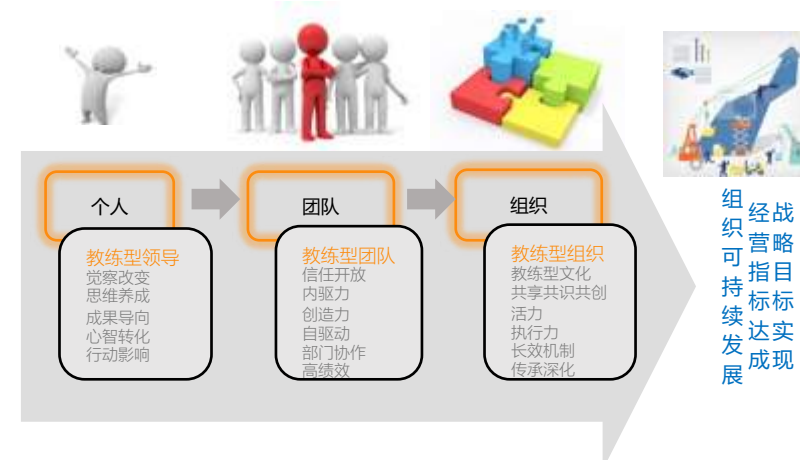 个人
教练型领导
觉察改变
思维养成
成果导向
心智转化
行动影响
团队
教练型团队
信任开放
内驱力
创造力
自驱动
部门协作
高绩效
组织
教练型组织
教练型文化
共享共识共创
活力
执行力
长效机制
传承深化
战略目标实现
经营指标达成
组织可持续发展